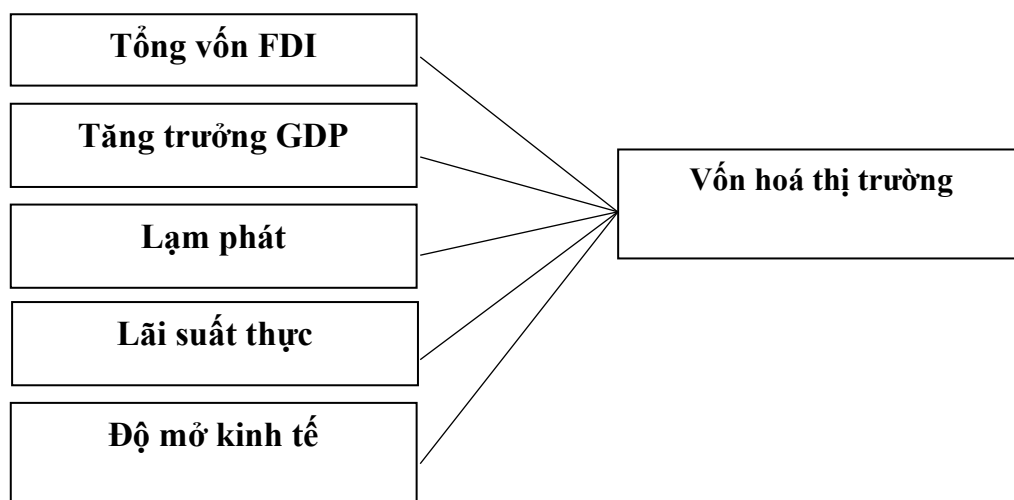 Tổng vốn FDI
Tăng trưởng GDP
Lạm phát
Lãi suất thực
Độ mở kinh tế
Vốn hoá thị trường